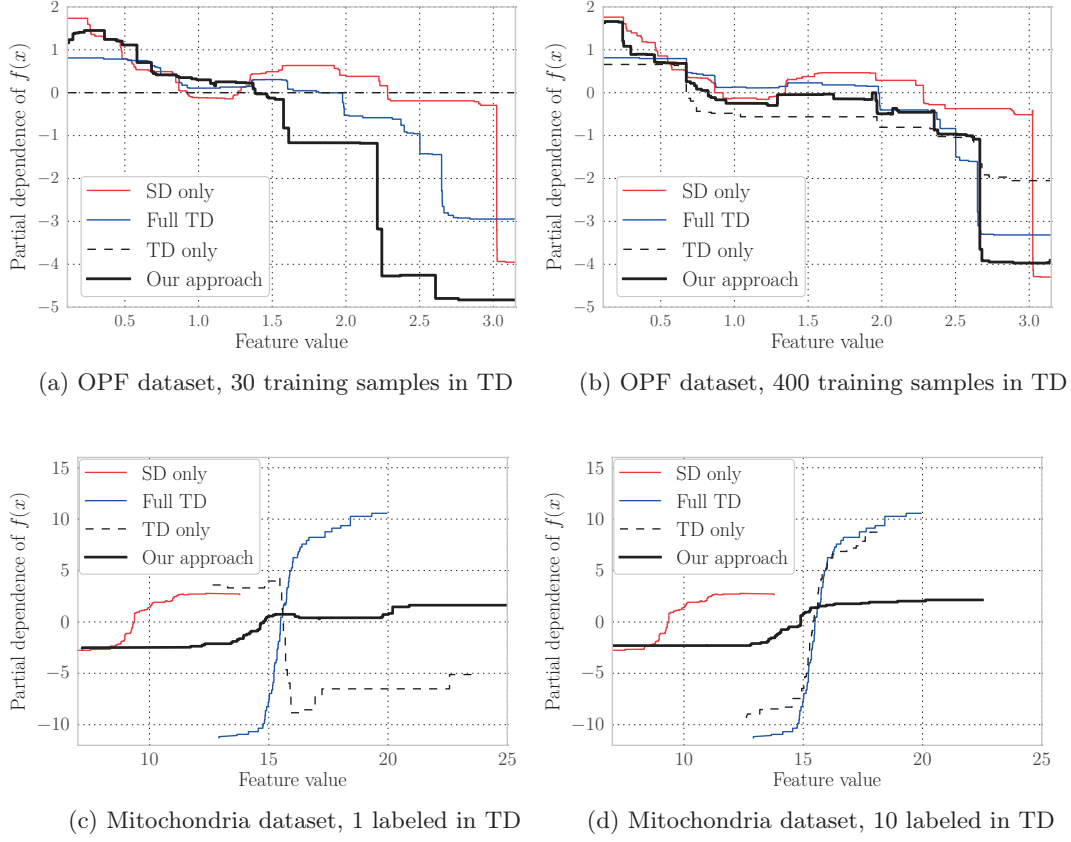 2
1
0
−1
−2
−3
−4
−5
Partial dependence of f(x)
SD only
Full TD
TD only
Our approach
0.5 1.0 1.5 2.0 2.5 3.0
Feature value
(a) OPF dataset, 30 training samples in TD
2
1
0
−1
−2
−3
−4
−5
Partial dependence of f(x)
SD only
Full TD
TD only
Our approach
0.5 1.0 1.5 2.0 2.5 3.0
Feature value
(b) OPF dataset, 400 training samples in TD
15
10
5
0
−5
−10
Partial dependence of f(x)
SD only
Full TD
TD only
Our approach
10 15 20 25
Feature value
(c) Mitochondria dataset, 1 labeled in TD
15
10
5
0
−5
−10
Partial dependence of f(x)
SD only
Full TD
TD only
Our approach
10 15 20 25
Feature value
(d) Mitochondria dataset, 10 labeled in TD